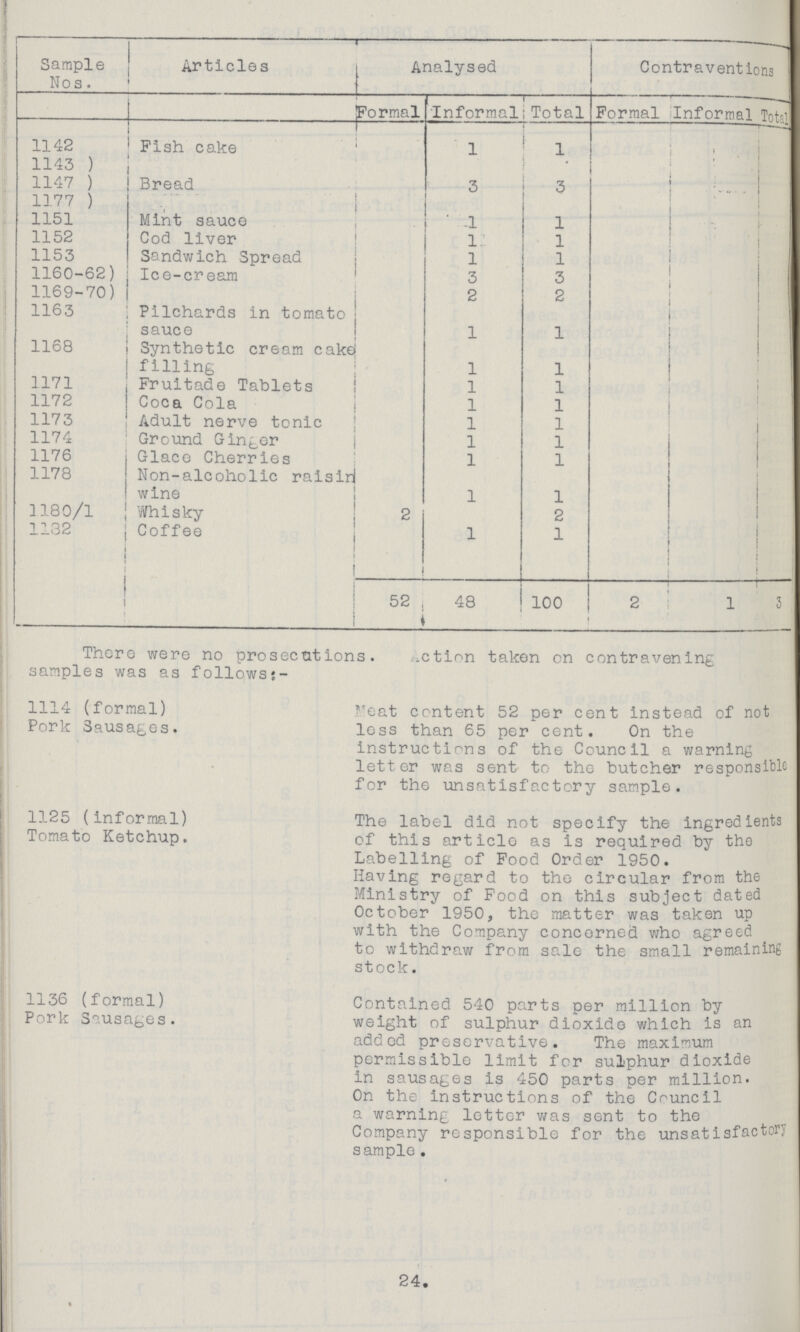 Sample Nos. Articles Analysed Contraventions
Formal Informal Total Formal Informal Total
1142 Fish cake 1 1
1143 )
1147 ) Bread 3 3
1177 )
1151 Mint sauce 1 1
1152 Cod liver 1 1
1153 Sandwich Spread 1 1
1160-62) Ice-cream 3 3
1169-70) 2 2
1163 Pilchards in tomato
sauce 1 1
1168 Synthetic cream cake
filling 1 1
1171 Fruitade Tablets 1 1
1172 Coca Cola 1 1
1173 Adult nerve tonic 1 1
1174 Ground Ginger 1 1
1176 Glace Cherries 1 1
1178 Non-alcoholic raisin
wine 1 1
1180/1 Whisky 2 2
1182 Coffee 1 1
52 48 100 2 1 3
There were no prosecutions. Action taken on contravening
samples was as follows:-
1114 (formal)
Pork Sausages.
Meat content 52 per cent instead of not
less than 65 per cent. On the
instructions of the Council a warning
letter was sent to the butcher responsible
for the unsatisfactory sample.
1125 (informal)
Tomato Ketchup.
The label did not specify the ingredients
of this article as is required by the
Labelling of Food Order 1950.
Having regard to the circular from the
Ministry of Food on this subject dated
October 1950, the matter was taken up
with the Company concerned who agreed
to withdraw from sale the small remaining
stock.
1136 (formal)
Pork Sausages.
Contained 540 parts per million by
weight of sulphur dioxide which is an
added preservative. The maximum
permissible limit for sulphur dioxide
in sausages is 450 parts per million.
On the instructions of the Council
a warning letter was sent to the
Company responsible for the unsatisfactory
sample.
24.